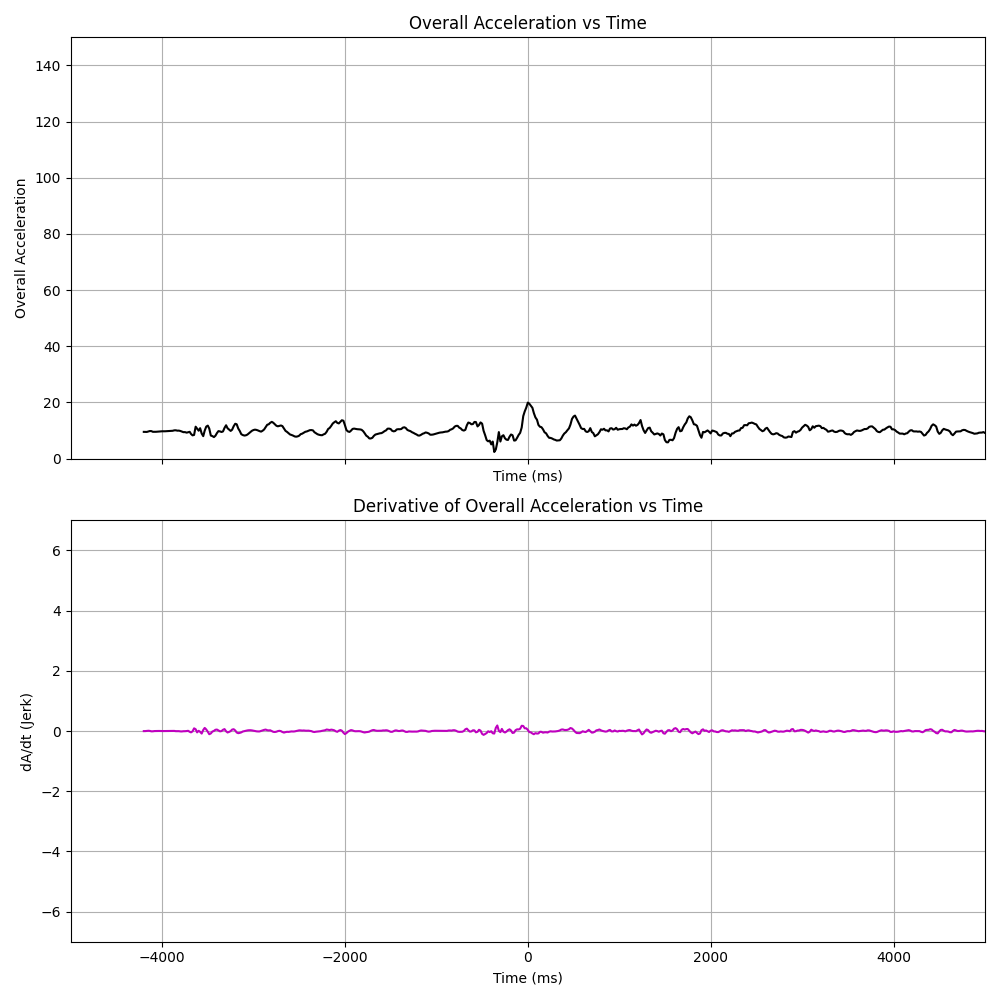 Overall Acceleration vs Time
140
120
100
80
60
40
20
0
Overall Acceleration
Time (ms)
Derivative of Overall Acceleration vs Time
6
4
2
0
−2
−4
−6
dA/dt (Jerk)
−4000 −2000 0 2000 4000
Time (ms)